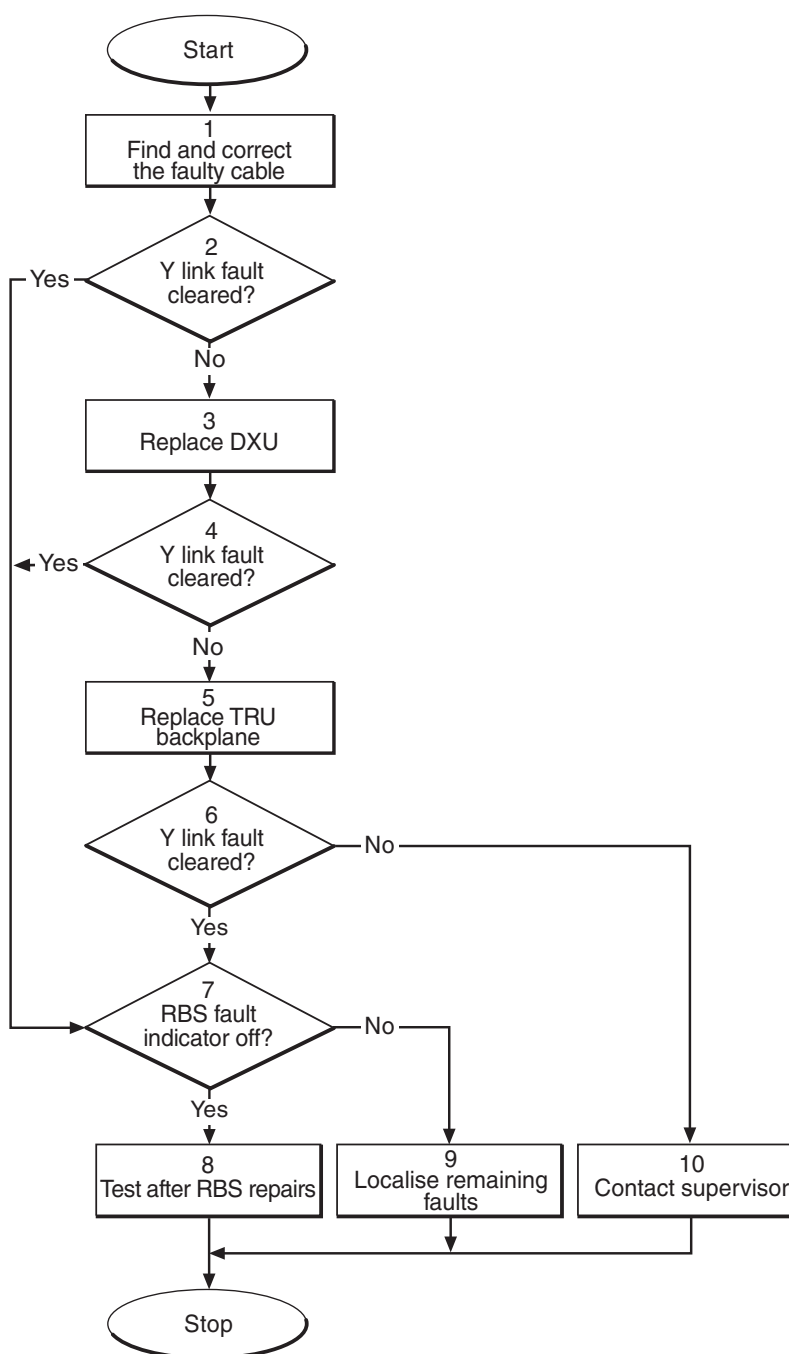 Start
1
Find and correct
the faulty cable
2
Y link fault
cleared?
Yes
No
3
Replace DXU
4
Y link fault
cleared?
Yes
No
5
Replace TRU
backplane
6
Y link fault
cleared?
No
Yes
7
RBS fault
indicator off?
No
Yes
8
Test after RBS repairs
9
Localise remaining
faults
10
Contact supervisor
Stop